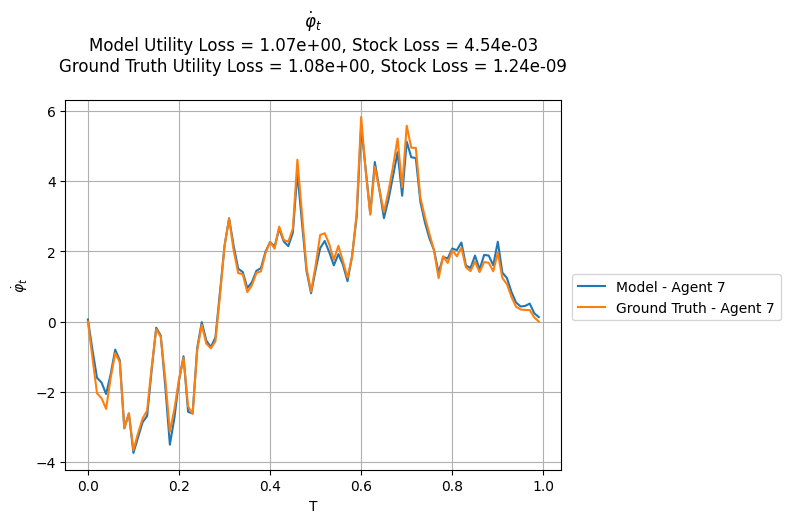 φ̇ₜ
Model Utility Loss = 1.07e+00, Stock Loss = 4.54e-03
Ground Truth Utility Loss = 1.08e+00, Stock Loss = 1.24e-09
6
4
2
0
−2
−4
φ̇ₜ
0.0 0.2 0.4 0.6 0.8 1.0
T
Model - Agent 7
Ground Truth - Agent 7